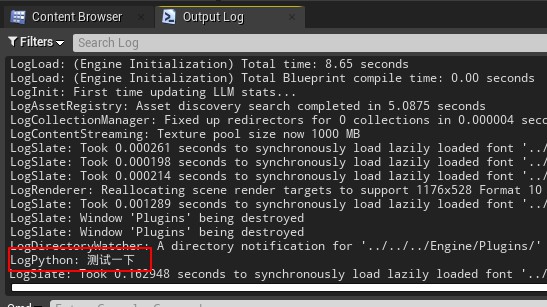 Content Browser
Output Log
Filters
Search Log
LogLoad: (Engine Initialization) Total time: 8.65 seconds
LogLoad: (Engine Initialization) Total Blueprint compile time: 0.00 seconds
LogInit: First time updating LLM stats...
LogAssetRegistry: Asset discovery search completed in 5.0875 seconds
LogCollectionManager: Fixed up redirectors for 0 collections in 0.000004 seco
LogContentStreaming: Texture pool size now 1000 MB
LogSlate: Took 0.000261 seconds to synchronously load lazily loaded font '../
LogSlate: Took 0.000198 seconds to synchronously load lazily loaded font '../
LogSlate: Took 0.000214 seconds to synchronously load lazily loaded font '../
LogRenderer: Reallocating scene render targets to support 1176x528 Format 10
LogSlate: Took 0.001289 seconds to synchronously load lazily loaded font '../
LogSlate: Window 'Plugins' being destroyed
LogSlate: Window 'Plugins' being destroyed
LogDirectoryWatcher: A directory notification for '../../../Engine/Plugins/'
LogPython: 测试一下
LogSlate: Took 0.162948 seconds to synchronously load lazily loaded font '../